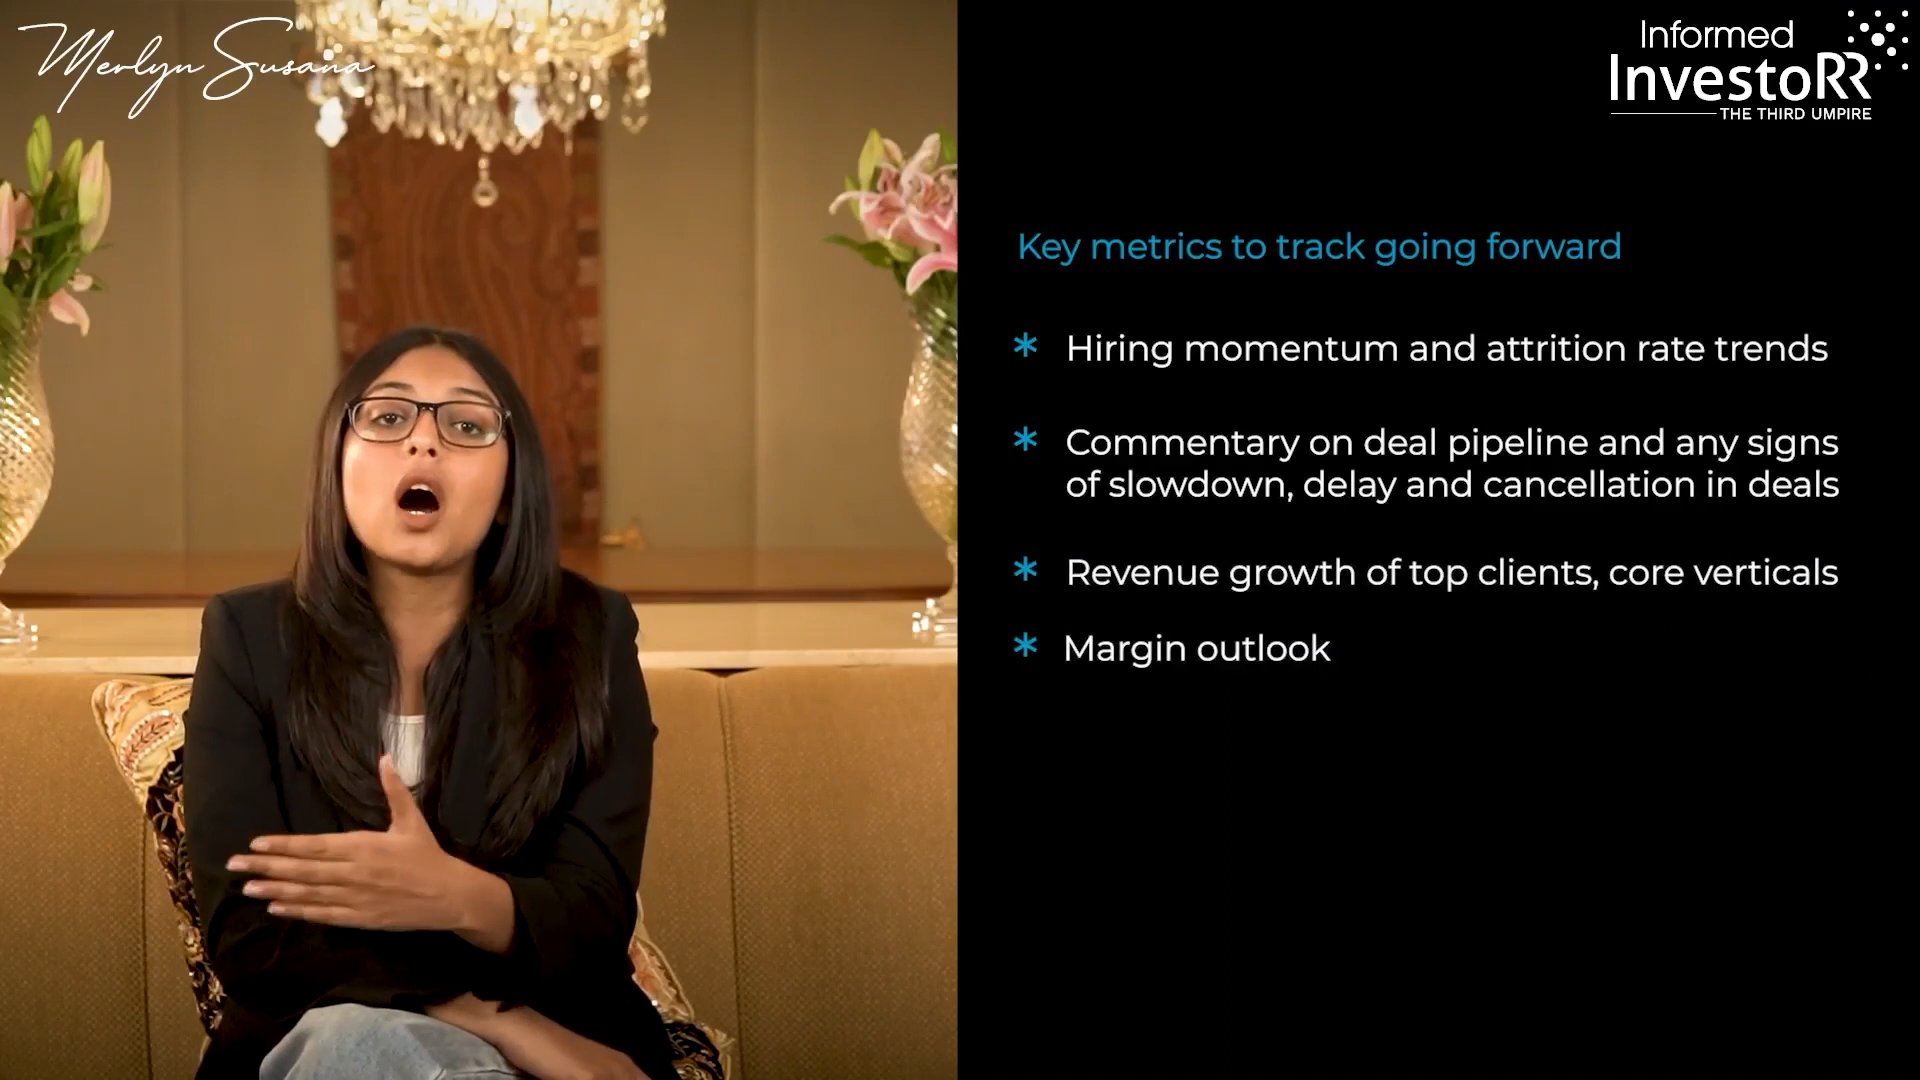 Merlyn Susana
Informed
InvestoRR
THE THIRD UMPIRE
Key metrics to track going forward
* Hiring momentum and attrition rate trends
* Commentary on deal pipeline and any signs
of slowdown, delay and cancellation in deals
* Revenue growth of top clients, core verticals
* Margin outlook